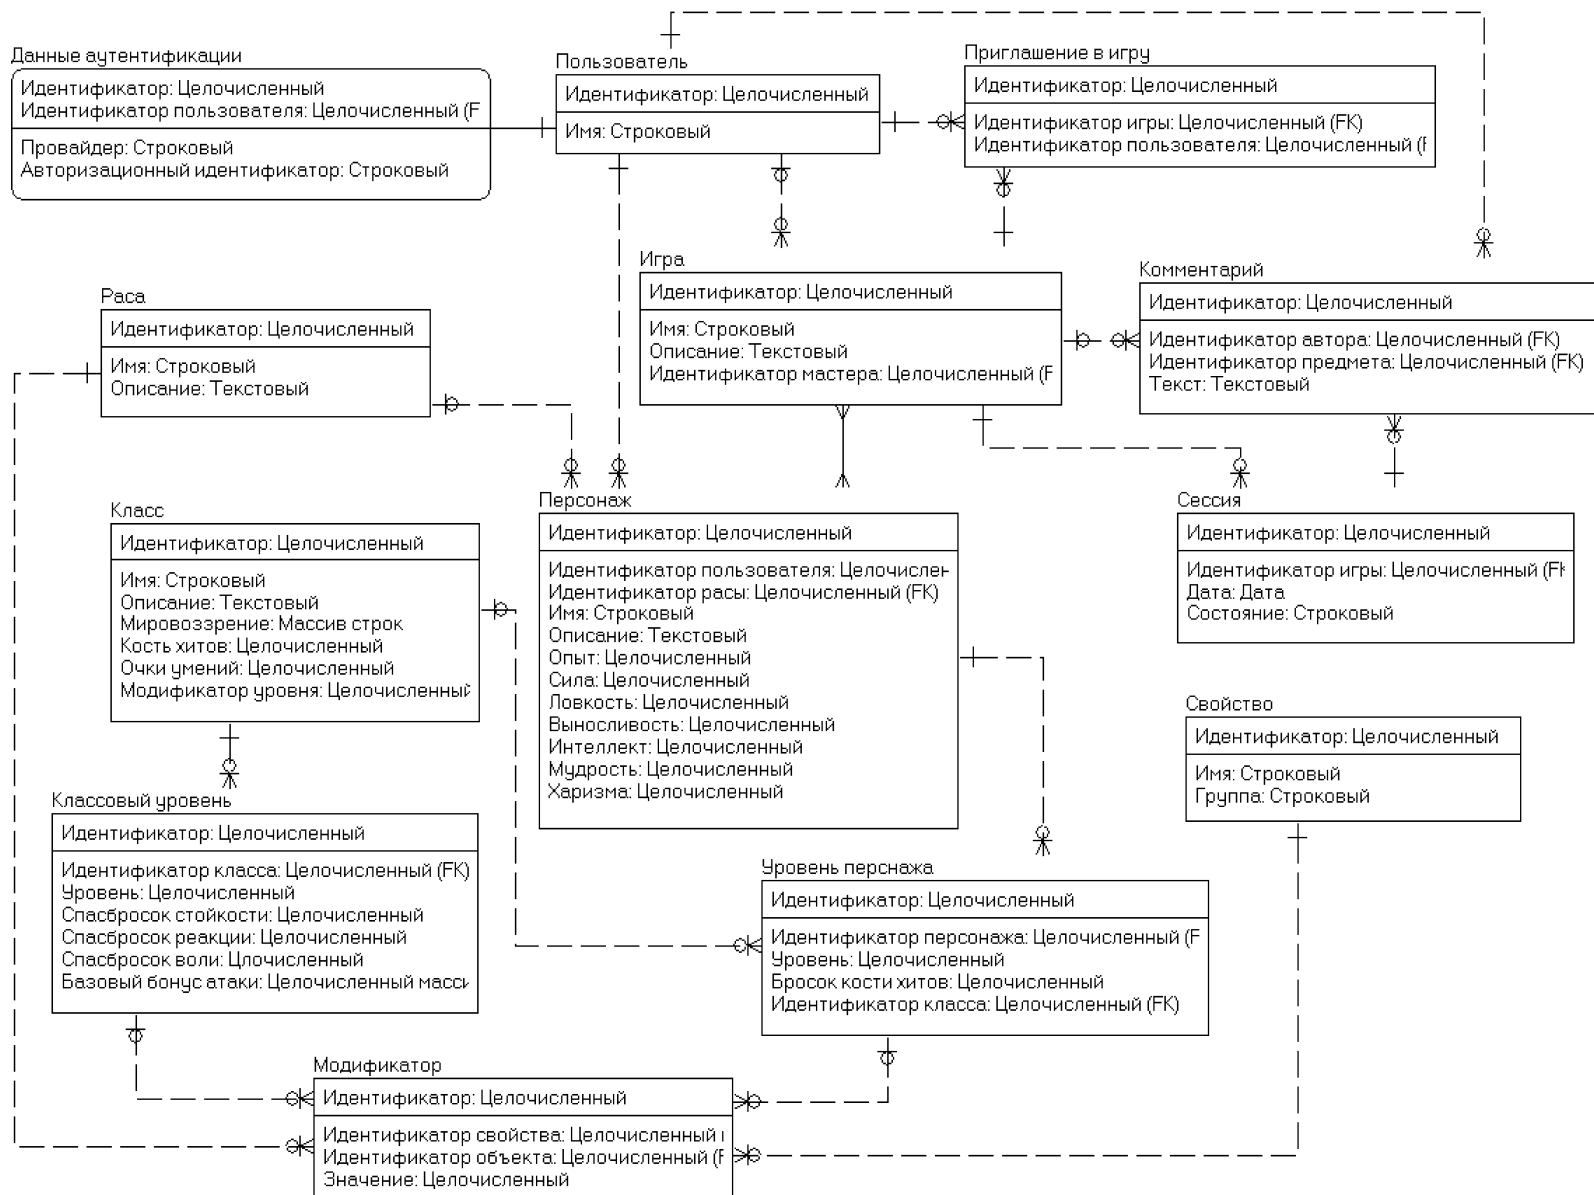 Данные аутентификации
Идентификатор: Целочисленный
Идентификатор пользователя: Целочисленный (F
Провайдер: Строковый
Авторизационный идентификатор: Строковый
Пользователь
Идентификатор: Целочисленный
Имя: Строковый
Приглашение в игру
Идентификатор: Целочисленный
Идентификатор игры: Целочисленный (FK)
Идентификатор пользователя: Целочисленный (F
Игра
Идентификатор: Целочисленный
Имя: Строковый
Описание: Текстовый
Идентификатор мастера: Целочисленный (F
Комментарий
Идентификатор: Целочисленный
Идентификатор автора: Целочисленный (FK)
Идентификатор предмета: Целочисленный (FK)
Текст: Текстовый
Раса
Идентификатор: Целочисленный
Имя: Строковый
Описание: Текстовый
Класс
Идентификатор: Целочисленный
Имя: Строковый
Описание: Текстовый
Мировоззрение: Массив строк
Кость хитов: Целочисленный
Очки умений: Целочисленный
Модификатор уровня: Целочисленный
Персонаж
Идентификатор: Целочисленный
Идентификатор пользователя: Целочислен
Идентификатор расы: Целочисленный (FK)
Имя: Строковый
Описание: Текстовый
Опыт: Целочисленный
Сила: Целочисленный
Ловкость: Целочисленный
Выносливость: Целочисленный
Интеллект: Целочисленный
Мудрость: Целочисленный
Харизма: Целочисленный
Сессия
Идентификатор: Целочисленный
Идентификатор игры: Целочисленный (FK
Дата: Дата
Состояние: Строковый
Свойство
Идентификатор: Целочисленный
Имя: Строковый
Группа: Строковый
Классовый уровень
Идентификатор: Целочисленный
Идентификатор класса: Целочисленный (FK)
Уровень: Целочисленный
Спасбросок стойкости: Целочисленный
Спасбросок реакции: Целочисленный
Спасбросок воли: Цлочисленный
Базовый бонус атаки: Целочисленный масси
Уровень перснажа
Идентификатор: Целочисленный
Идентификатор персонажа: Целочисленный (F
Уровень: Целочисленный
Бросок кости хитов: Целочисленный
Идентификатор класса: Целочисленный (FK)
Модификатор
Идентификатор: Целочисленный
Идентификатор свойства: Целочисленный (
Идентификатор объекта: Целочисленный (F
Значение: Целочисленный